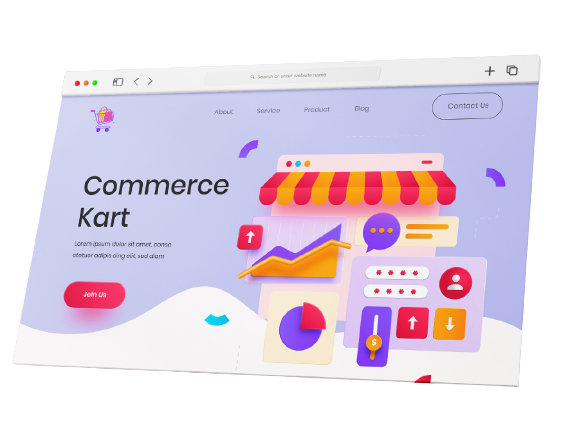 Search or enter website name
About
Service
Product
Blog
Contact Us
Commerce
Kart
Lorem ipsum dolor sit amet, conse
ctetuer adipis cing elit, sed diam
Join Us
$